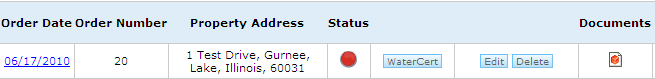 Order Date Order Number Property Address Status Documents
06/17/2010 20 1 Test Drive, Gurnee, WaterCert Edit Delete
Lake, Illinois, 60031